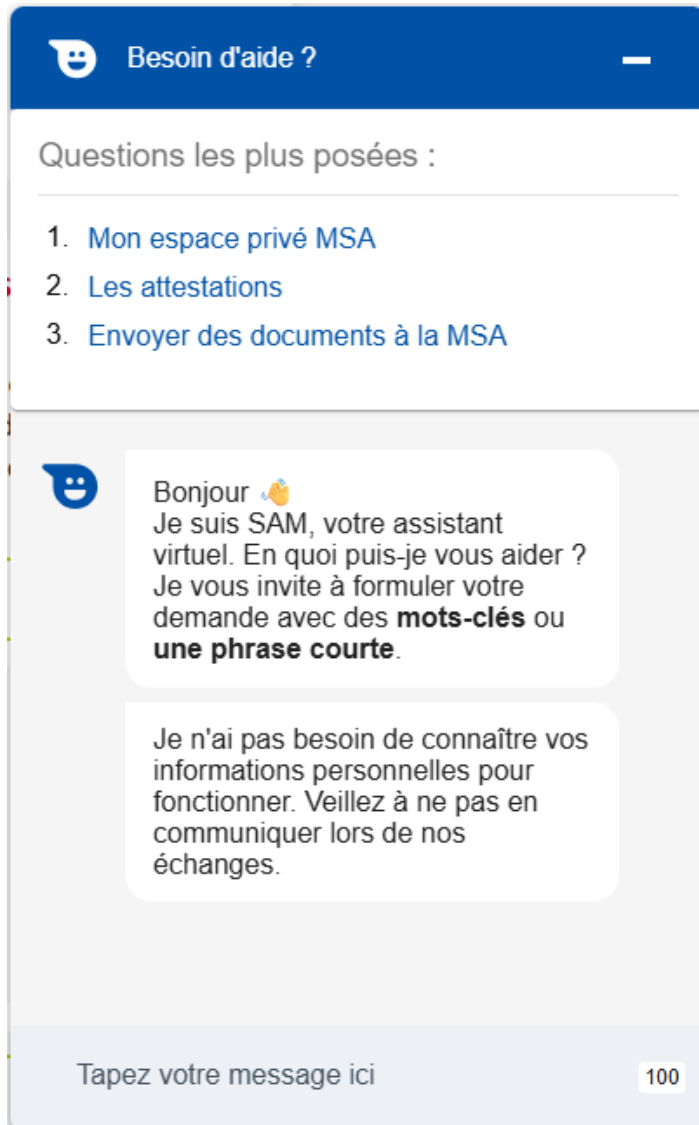 Besoin d'aide ?
Questions les plus posées :
1. Mon espace privé MSA
2. Les attestations
3. Envoyer des documents à la MSA
Bonjour 👋
Je suis SAM, votre assistant
virtuel. En quoi puis-je vous aider ?
Je vous invite à formuler votre
demande avec des mots-clés ou
une phrase courte.
Je n'ai pas besoin de connaître vos
informations personnelles pour
fonctionner. Veillez à ne pas en
communiquer lors de nos
échanges.
Tapez votre message ici
100